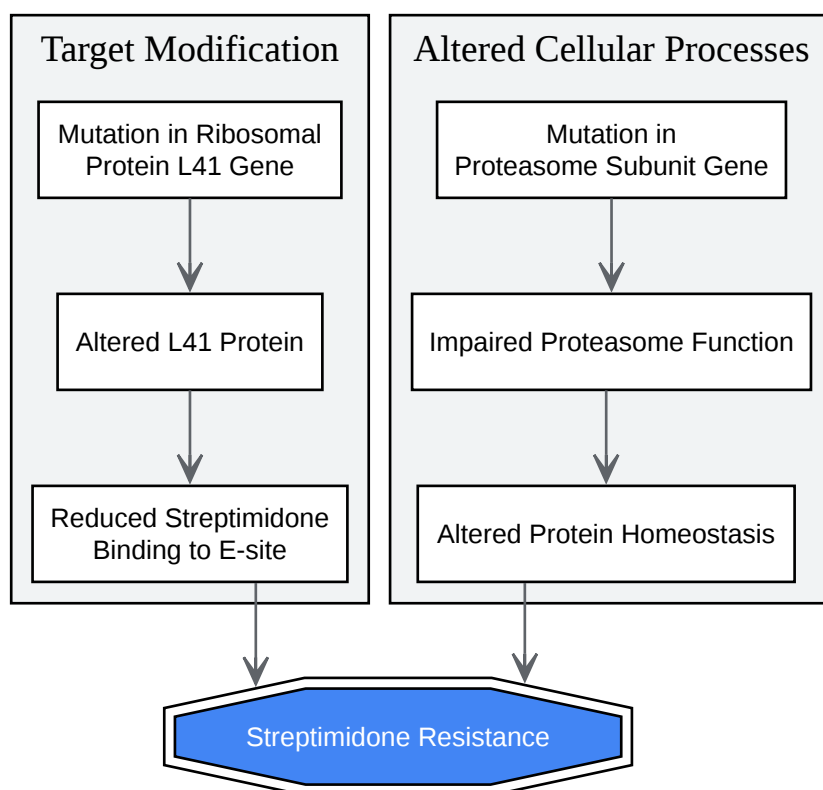 Target Modification
Mutation in Ribosomal
Protein L41 Gene
Altered L41 Protein
Reduced Streptimidone
Binding to E-site
Altered Cellular Processes
Mutation in
Proteasome Subunit Gene
Impaired Proteasome Function
Altered Protein Homeostasis
Streptimidone Resistance